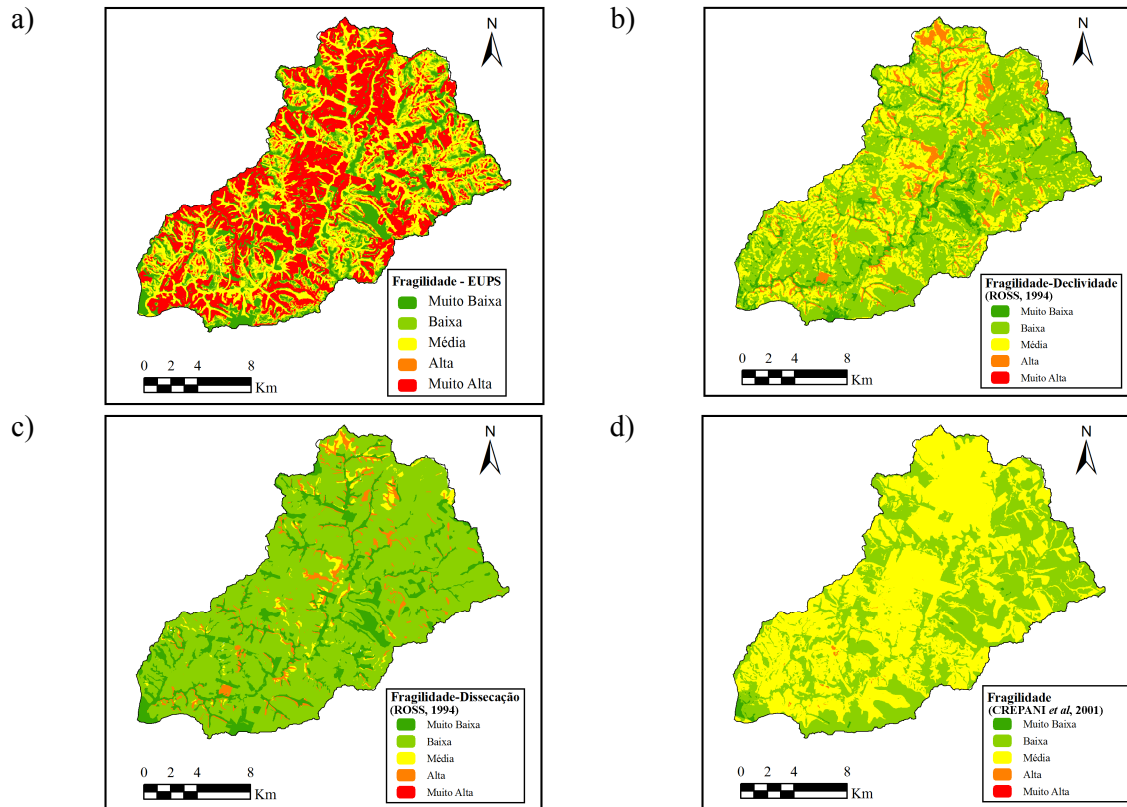 a)
N
Fragilidade - EUPS
Muito Baixa
Baixa
Média
Alta
Muito Alta
0 2 4 8
Km
b)
N
Fragilidade-Declividade
(ROSS, 1994)
Muito Baixa
Baixa
Média
Alta
Muito Alta
0 2 4 8
Km
c)
N
Fragilidade-Dissecação
(ROSS, 1994)
Muito Baixa
Baixa
Média
Alta
Muito Alta
0 2 4 8
Km
d)
N
Fragilidade
(CREPANI et al, 2001)
Muito Baixa
Baixa
Média
Alta
Muito Alta
0 2 4 8
Km